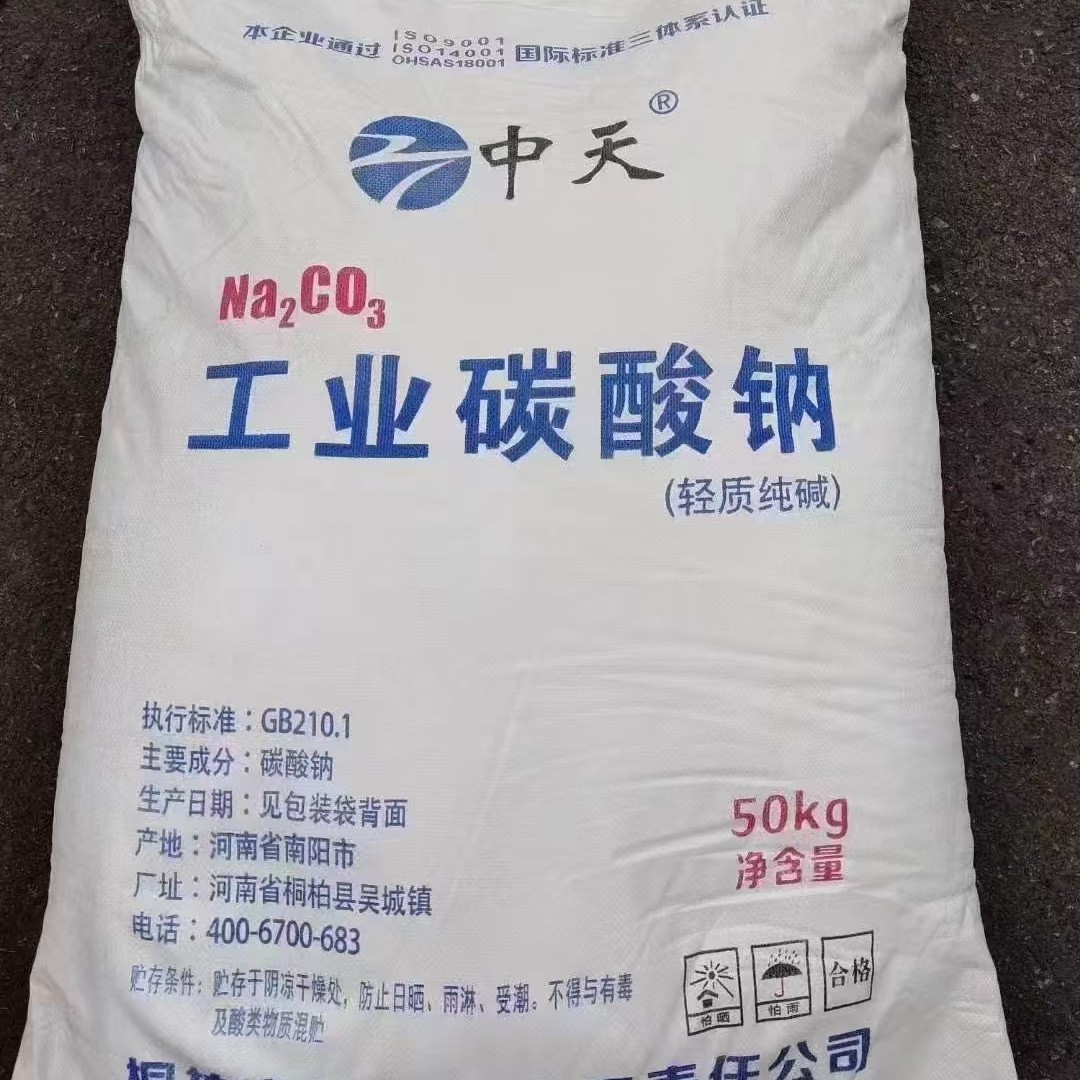 本企业通过 ISO9001 ISO14001 OHSAS18001 国际标准三体系认证
中天®
Na₂CO₃
工业碳酸钠
(轻质纯碱)
执行标准：GB210.1
主要成分：碳酸钠
生产日期：见包装袋背面
产地：河南省南阳市
厂址：河南省桐柏县吴城镇
电话：400-6700-683
50kg
净含量
贮存条件：贮存于阴凉干燥处，防止日晒、雨淋、受潮。不得与有毒
及酸类物质混贮
怕晒
怕雨
合格
责任公司